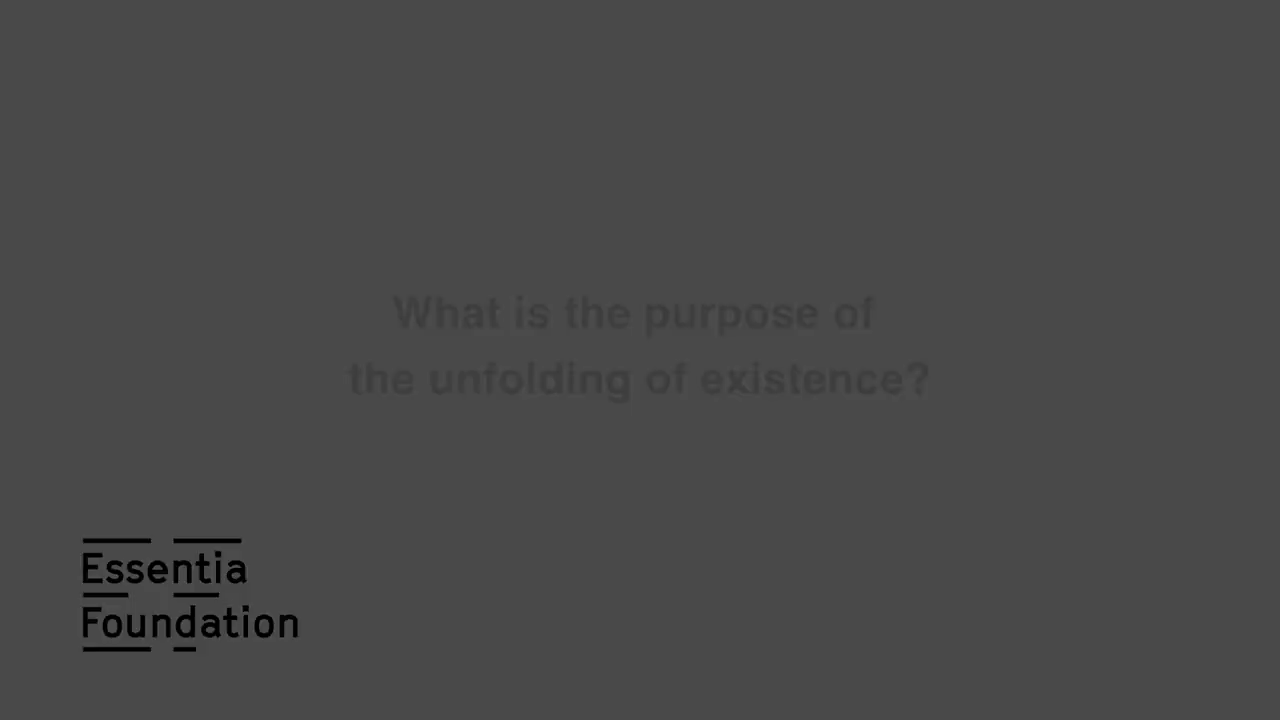 What is the purpose of
the unfolding of existence?
Essentia
Foundation